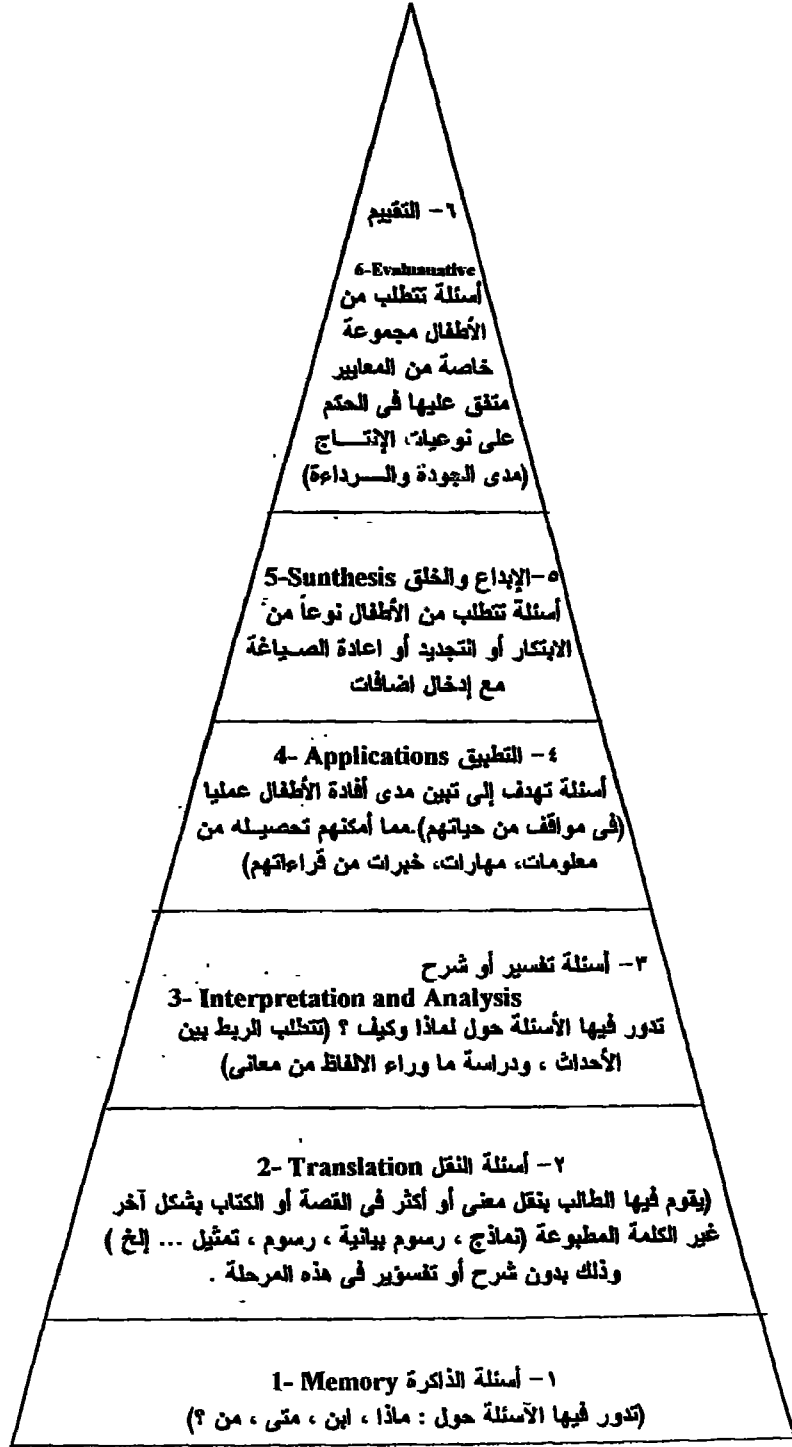 ٦- التقييم
6-Evaluanative
أسئلة تتطلب من
الأطفال مجموعة
خاصة من المعايير
متفق عليها فى الحكم
على نوعيات الإنتـــاج
(مدى الجودة والـــرداءة)
٥-الإبداع والخلق 5-Sunthesis
أسئلة تتطلب من الأطفال نوعاً من
الابتكار أو التجديد أو اعادة الصـياغة
مع إدخال اضافات
٤- التطبيق 4- Applications
أسئلة تهدف إلى تبين مدى أفادة الأطفال عمليا
(فى مواقف من حياتهم).مما أمكنهم تحصيـله من
معلومات، مهارات، خبرات من قراءاتهم)
٣- أسئلة تفسير أو شرح
3- Interpretation and Analysis
تدور فيها الأسئلة حول لماذا وكيف ؟ (تتطلب الربط بين
الأحداث ، ودراسة ما وراء الالفاظ من معانى)
٢- أسئلة النقل 2- Translation
(يقوم فيها الطالب بنقل معنى أو أكثر فى القصة أو الكتاب بشكل آخر
غير الكلمة المطبوعة (نماذج ، رسوم بيانية ، رسوم ، تمثيل ... إلخ )
وذلك بدون شرح أو تفسؤير فى هذه المرحلة .
١- أسئلة الذاكرة 1- Memory
(تدور فيها الآسئلة حول : ماذا ، اين ، متى ، من ؟)